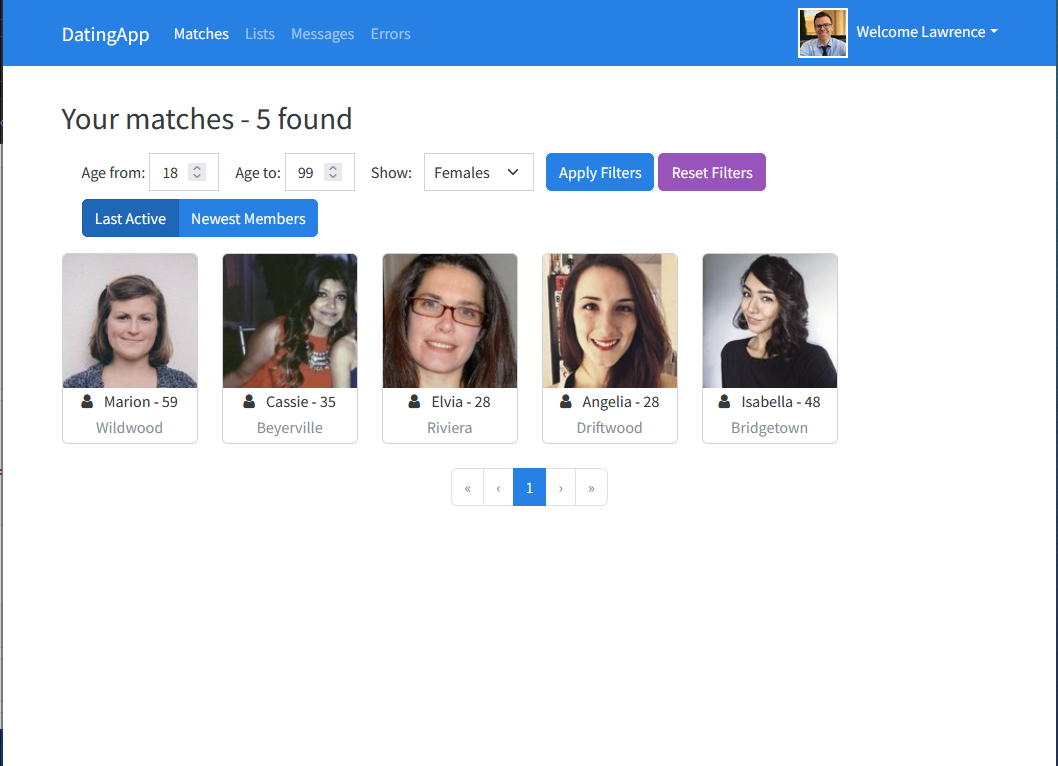 DatingApp Matches Lists Messages Errors Welcome Lawrence
Your matches - 5 found
Age from: 18 Age to: 99 Show: Females Apply Filters Reset Filters
Last Active Newest Members
Marion - 59 Cassie - 35 Elvia - 28 Angelia - 28 Isabella - 48
Wildwood Beyerville Riviera Driftwood Bridgetown
« ‹ 1 › »